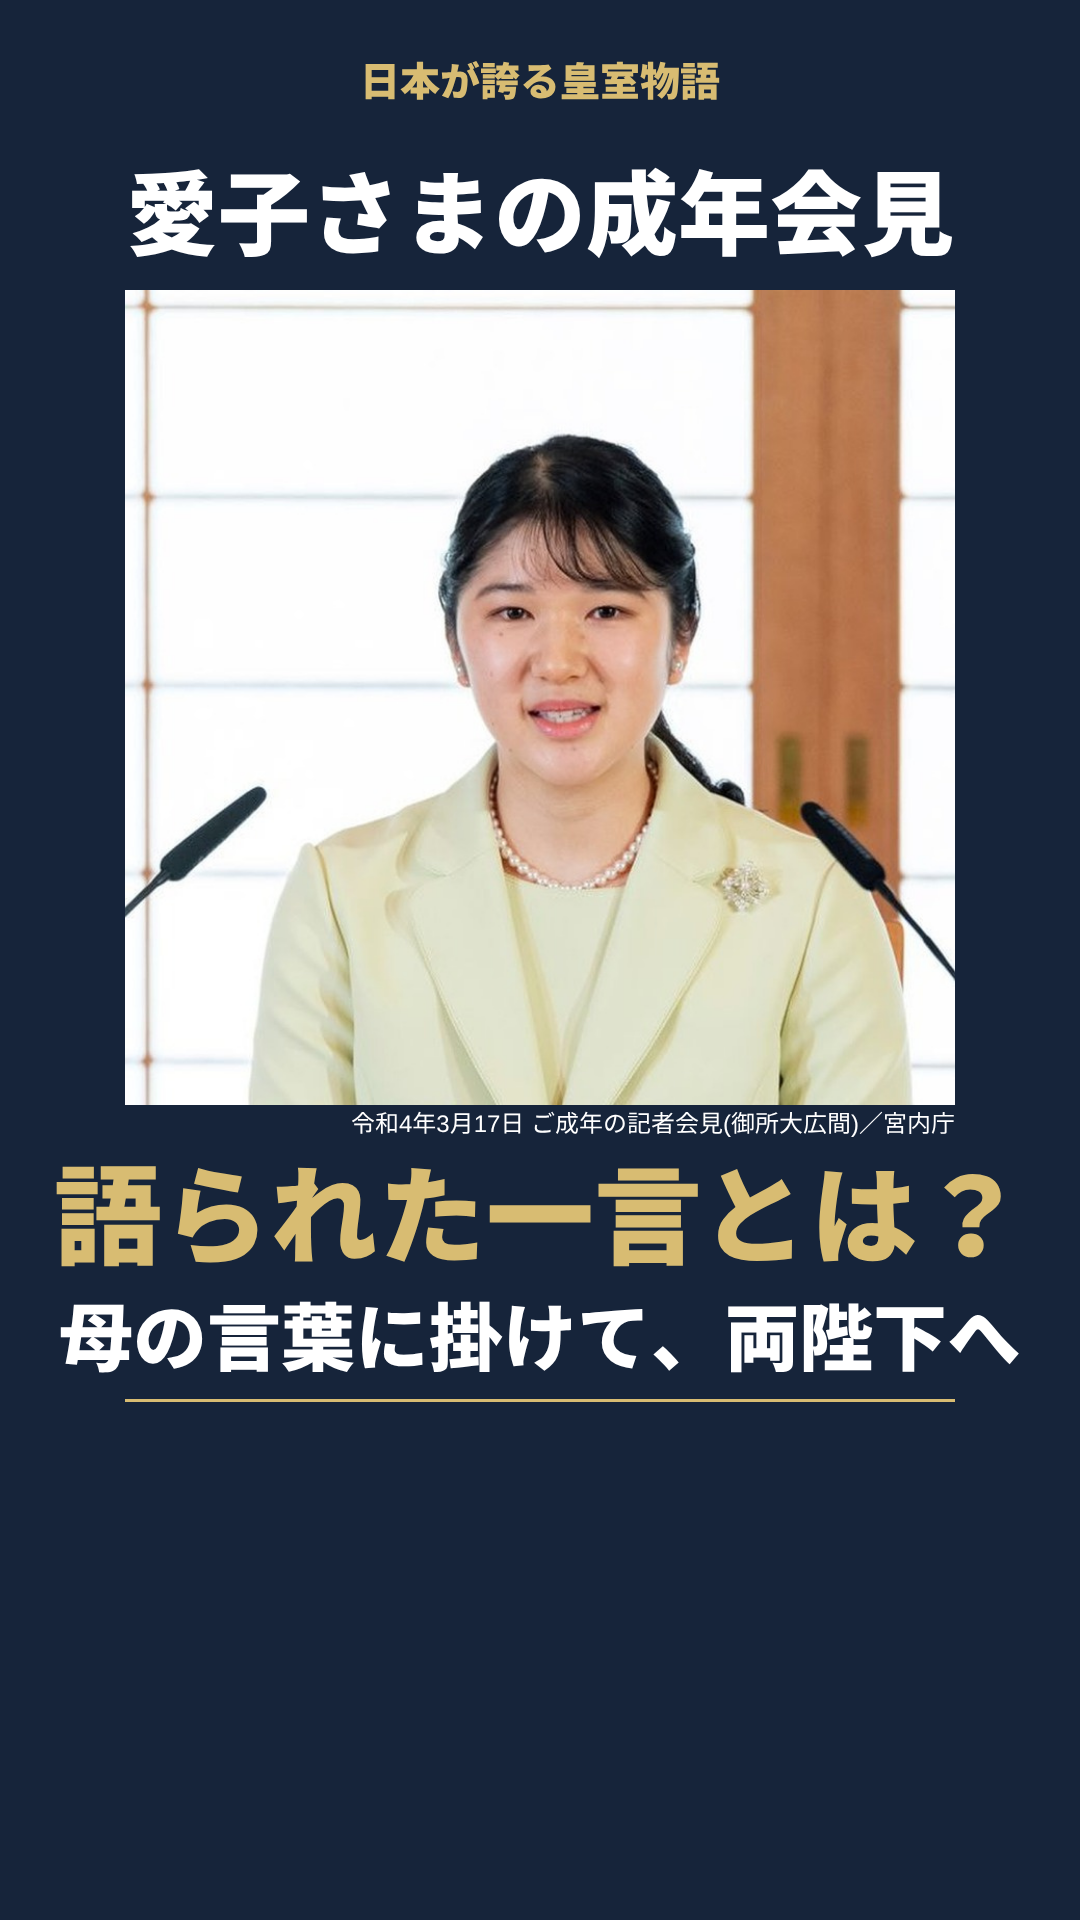 日本が誇る皇室物語
愛子さまの成年会見
令和4年3月17日 ご成年の記者会見(御所大広間)／宮内庁
語られた一言とは？
母の言葉に掛けて、両陛下へ